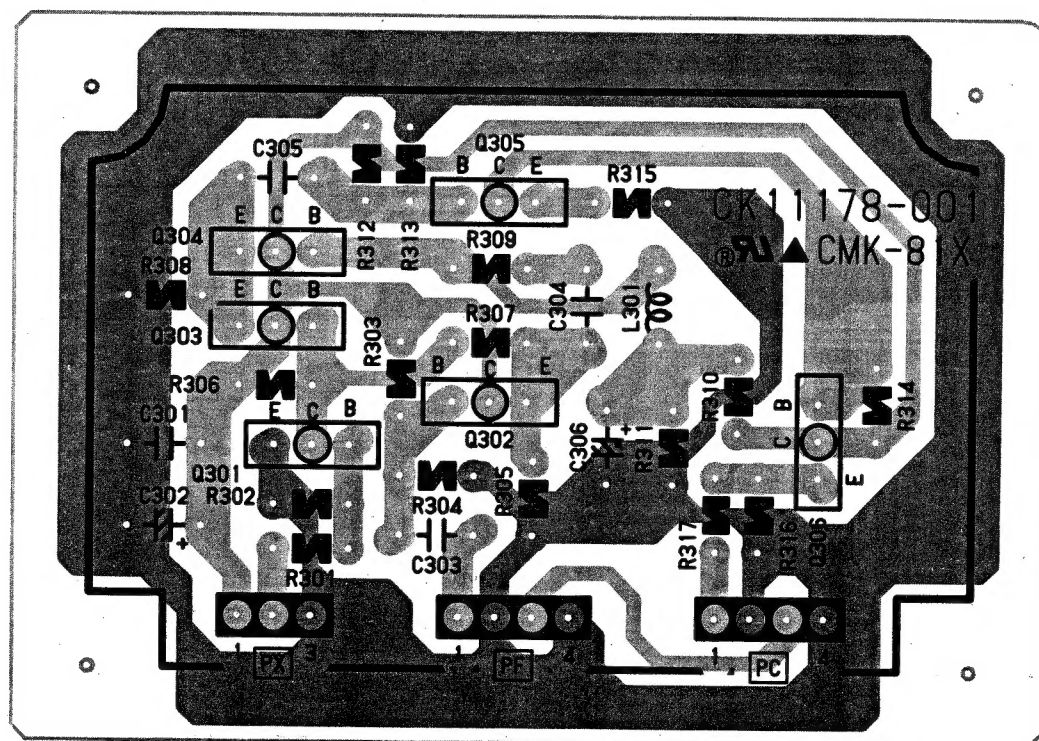 C305
Q305
B C E
R315
CK11178-001
E C B
Q304
R312
R313
R309
® ▲ CMK-81X
R308
E C B
C304
L301
Q303
R307
R303
B C E
R306
R310
B
R314
C301
E C B
Q302
C306
+
R311
C
Q301
R302
R304
R305
E
C302
+
C303
R317
R316
Q306
R301
1 PX 3
1 PF 4
1 PC 4